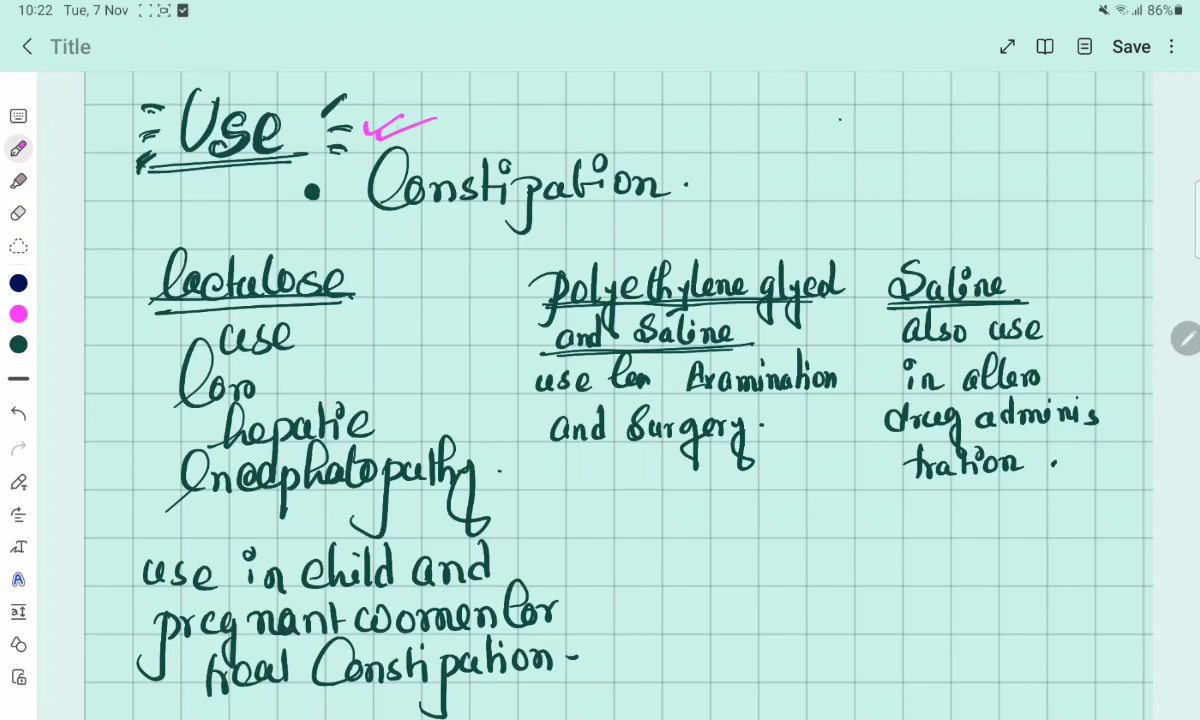 10:22 Tue, 7 Nov 86%
Title Save
Use
• Constipation.
lactulose
use
for
hepatic
Encephalopathy.
use in child and
pregnant women for
treal Constipation-
polyethylene glycol
and Saline
use for Examination
and Surgery.
Saline
also use
in after
drug adminis
tration.